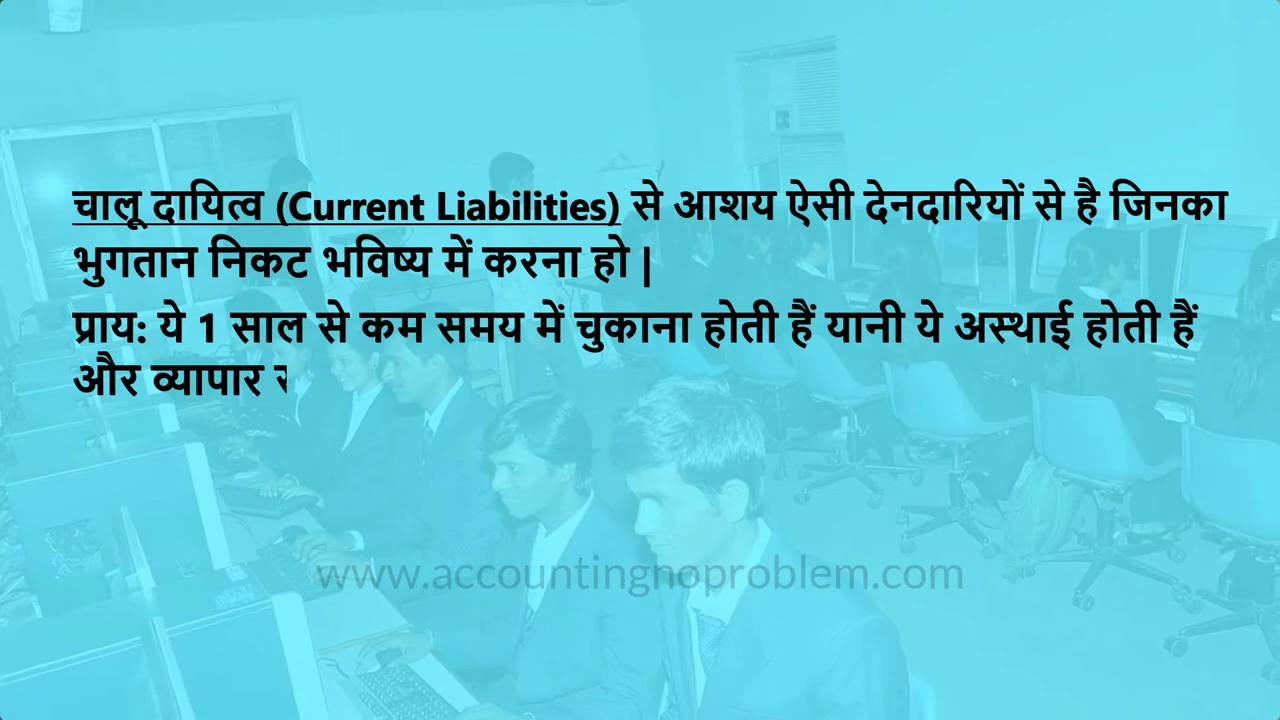 चालू दायित्व (Current Liabilities) से आशय ऐसी देनदारियों से है जिनका
भुगतान निकट भविष्य में करना हो |
प्राय: ये 1 साल से कम समय में चुकाना होती हैं यानी ये अस्थाई होती हैं
और व्यापार
www.accountingnoproblem.com